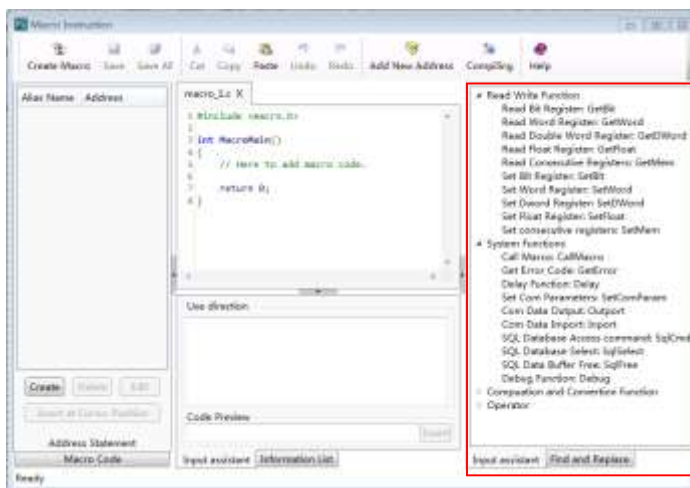 Macro Instruction
Create Macro Save Save All Cut Copy Paste Undo Redo Add New Address Compiling Help
Alias Name Address
macro_1.c X
1 #include <macro.h>
2
3 int MacroMain()
4 {
5 // Here to add macro code.
6
7 return 0;
8 }
Use direction
Code Preview
Insert
Input assistant Information List
Create Delete Edit
Insert at Cursor Position
Address Statement
Macro Code
Ready
Read Write Function
Read Bit Register: GetBit
Read Word Register: GetWord
Read Double Word Register: GetDWord
Read Float Register: GetFloat
Read Consecutive Registers: GetMem
Set Bit Register: SetBit
Set Word Register: SetWord
Set Dword Register: SetDWord
Set Float Register: SetFloat
Set consecutive registers: SetMem
System Functions
Call Marco: CallMacro
Get Error Code: GetError
Delay Function: Delay
Set Com Parameters: SetComParam
Com Data Output: Outport
Com Data Import: Inport
SQL Database Access command: SqlCmd
SQL Database Select: SqlSelect
SQL Data Buffer Free: SqlFree
Debug Function: Debug
Compuation and Convertion Function
Operator
Input assistant Find and Replace